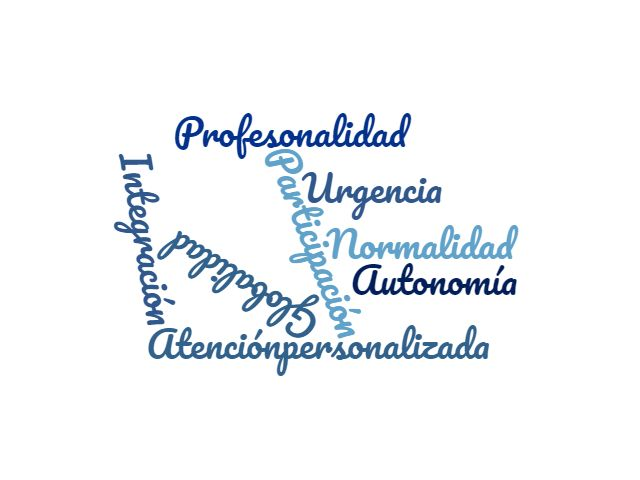 Profesonalidad
Integración
Participación
Urgencia
Globalidad
Normalidad
Autonomía
Atenciónpersonalizada